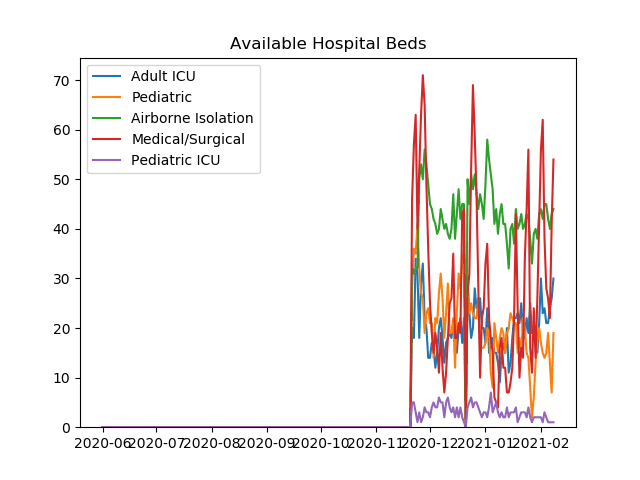 Available Hospital Beds
Adult ICU
Pediatric
Airborne Isolation
Medical/Surgical
Pediatric ICU
70
60
50
40
30
20
10
0
2020-06 2020-07 2020-08 2020-09 2020-10 2020-11 2020-12 2021-01 2021-02